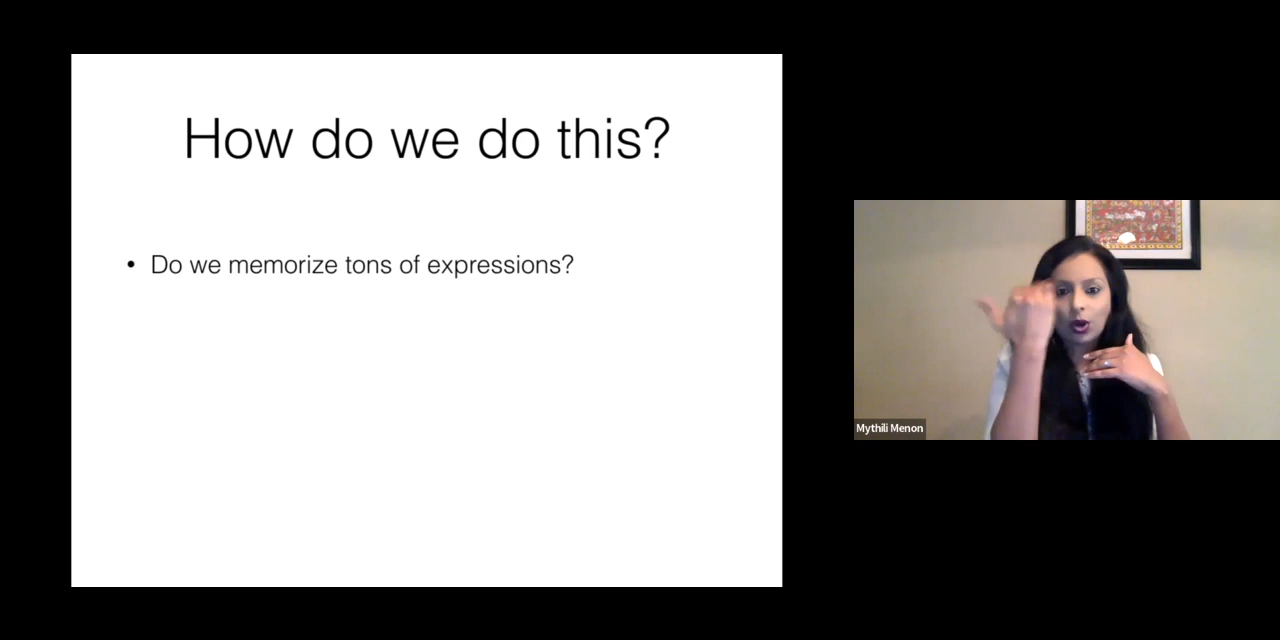 How do we do this?
• Do we memorize tons of expressions?
Mythili Menon